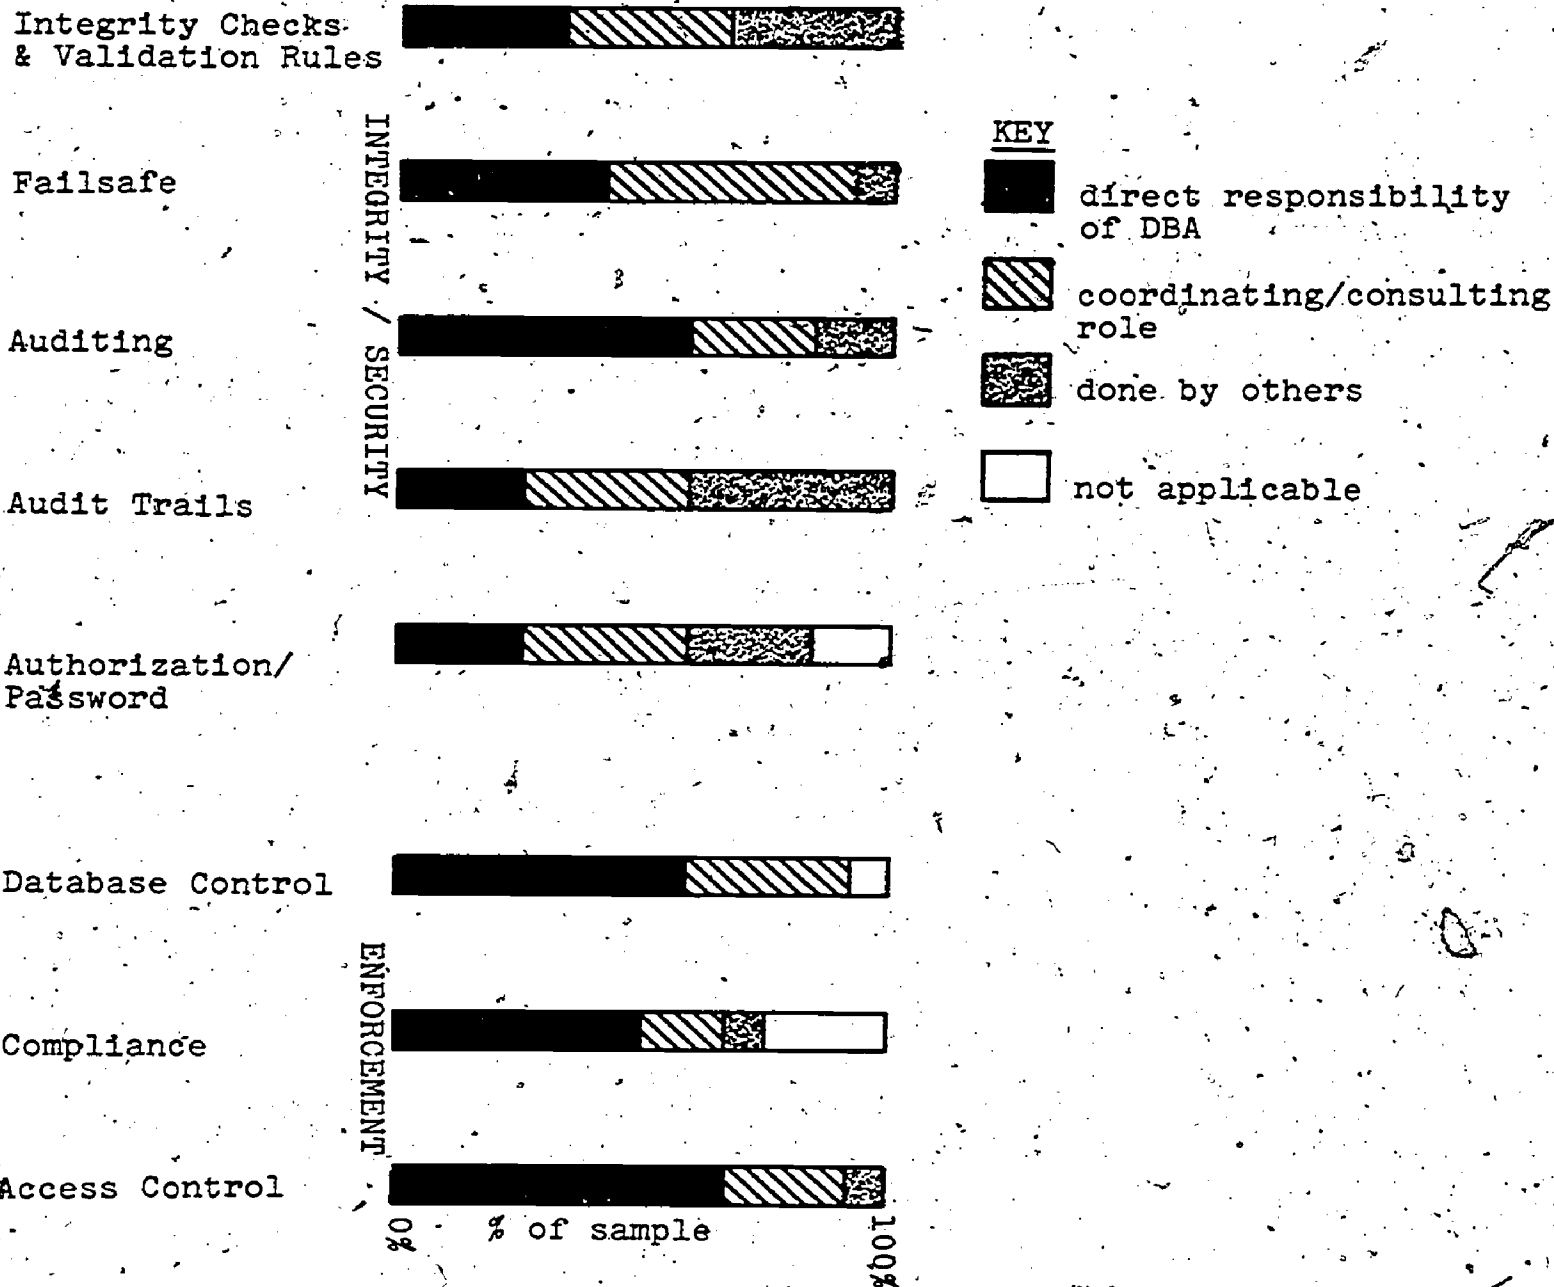 Integrity Checks
& Validation Rules
Failsafe
Auditing
Audit Trails
Authorization/
Password
INTEGRITY / SECURITY
Database Control
Compliance
Access Control
ENFORCEMENT
0%
% of sample
100%
KEY
direct responsibility
of DBA
coordinating/consulting
role
done by others
not applicable